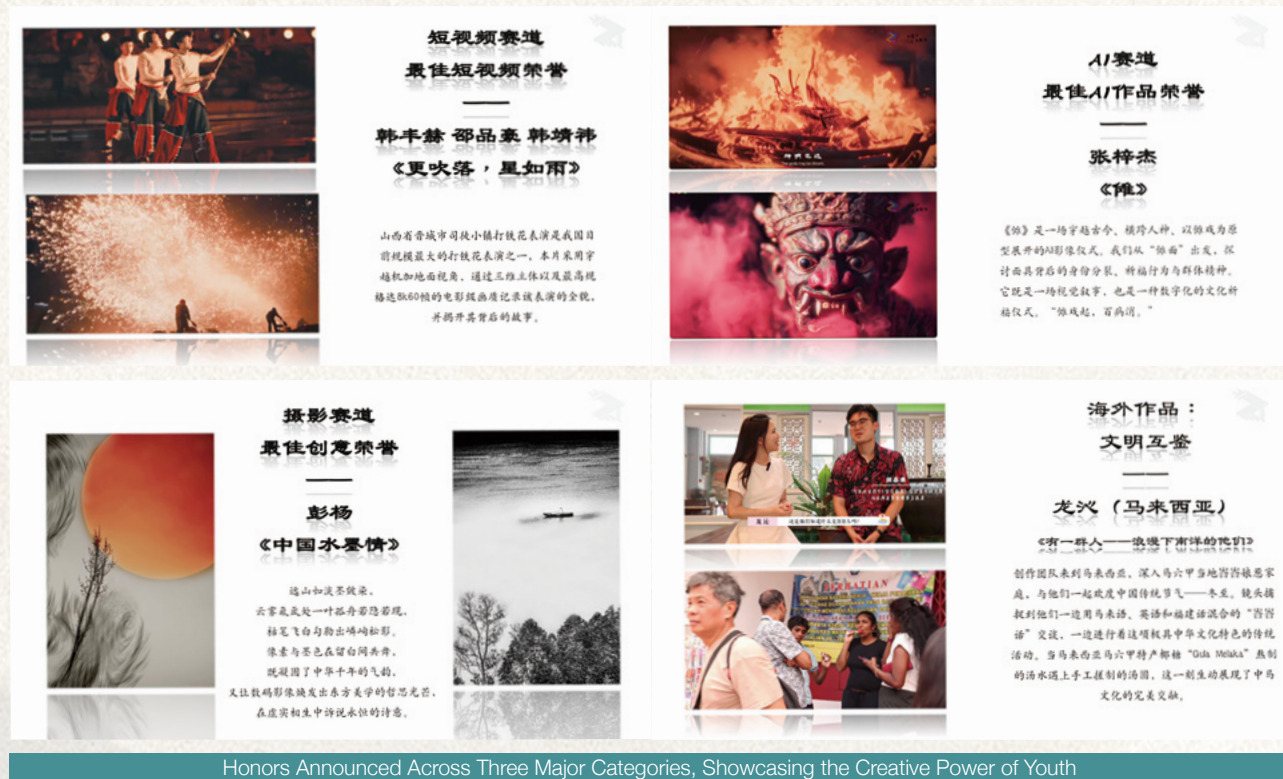 短视频赛道
最佳短视频荣誉
韩丰赫 邵品豪 韩靖祎
《更吹落，星如雨》
山西省晋城市司徒小镇打铁花表演是我国目
前规模最大的打铁花表演之一，本片采用穿
越机加地面视角，通过三维立体以及最高规
格达8k60帧的电影级画质记录该表演的全貌，
并揭开其背后的故事。
AI赛道
最佳AI作品荣誉
张梓杰
《傩》
《傩》是一场穿越古今、横跨人神、以傩戏为原
型展开的AI影像仪式。我们从“傩面”出发，探
讨面具背后的身份分裂、祈福行为与群体精神。
它既是一场视觉叙事，也是一种数字化的文化祈
福仪式。“傩戏起，百病消。”
摄影赛道
最佳创意荣誉
彭杨
《中国水墨情》
远山如淡墨皴染，
云雾氤氲处一叶孤舟若隐若现，
枯笔飞白勾勒出嶙峋松影。
像素与墨色在留白间共舞，
既凝固了中华千年的气韵，
又让数码影像焕发出东方美学的哲思光芒，
在虚实相生中诉说永恒的诗意。
海外作品：
文明互鉴
龙沁（马来西亚）
《有一群人——浪漫下南洋的他们》
创作团队来到马来西亚，深入马六甲当地峇峇娘惹家
庭，与他们一起欢度中国传统节气——冬至。镜头捕
捉到他们一边用马来语、英语和福建话混合的“峇峇
话”交谈，一边进行着这项极具中华文化特色的传统
活动。当马来西亚马六甲特产椰糖“Gula Melaka”熬制
的汤水遇上手工搓制的汤圆，这一刻生动展现了中马
文化的完美交融。
Honors Announced Across Three Major Categories, Showcasing the Creative Power of Youth